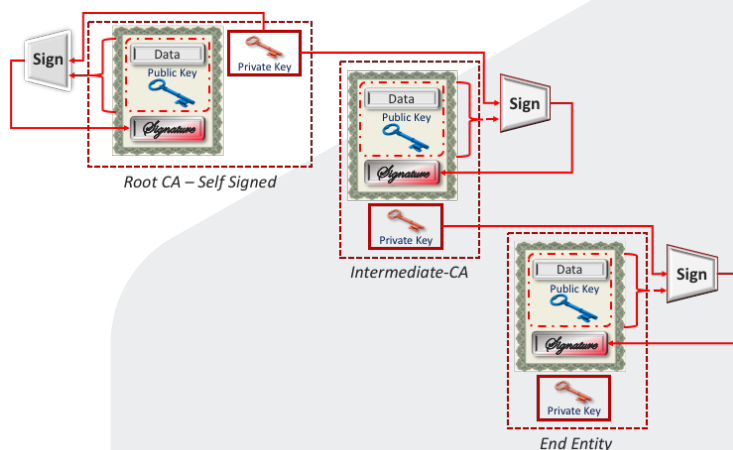 Sign
Data
Public Key
Signature
Private Key
Root CA – Self Signed
Data
Public Key
Signature
Sign
Private Key
Intermediate-CA
Data
Public Key
Signature
Sign
Private Key
End Entity